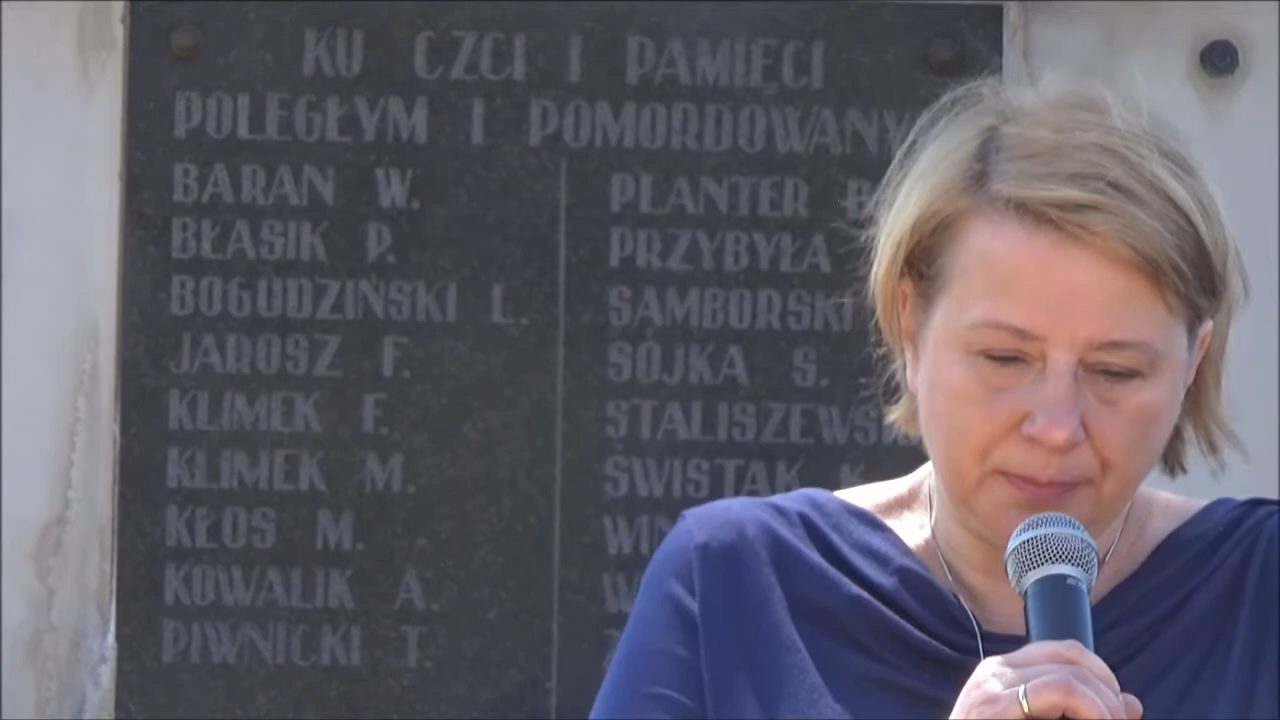 KU CZCI I PAMIĘCI
POLEGŁYM I POMORDOWANY
BARAN W.
BŁASIK P.
BOGUDZIŃSKI L.
JAROSZ F.
KLIMEK F.
KLIMEK M.
KŁOS M.
KOWALIK A.
PIWNICKI T.
PLANTER
PRZYBYŁA
SAMBORSKI
SÓJKA S.
STALISZEWSK
ŚWISTAK K